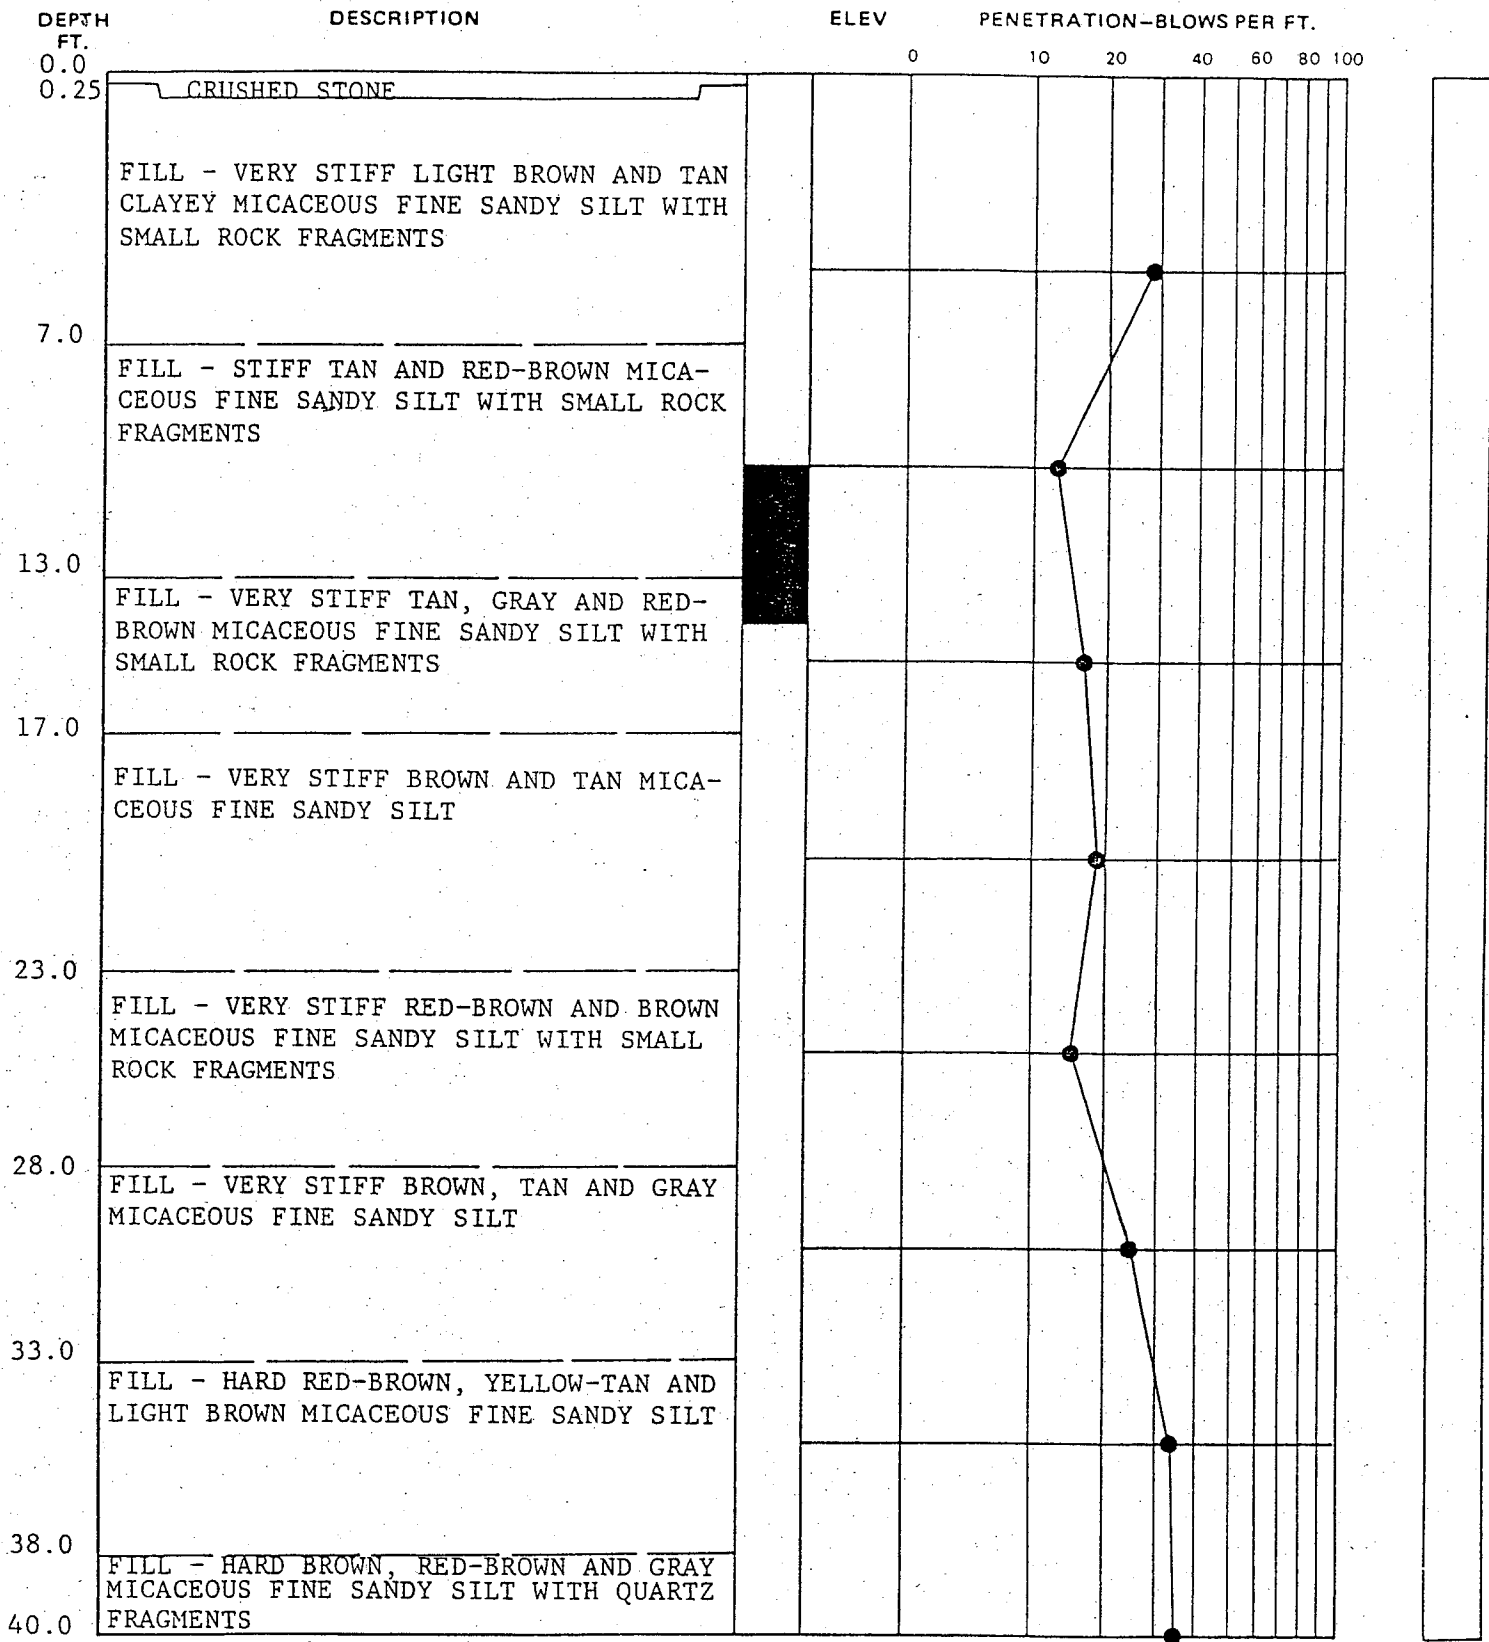 DEPTH FT. DESCRIPTION ELEV PENETRATION—BLOWS PER FT.
0 10 20 40 60 80 100
0.0
0.25 CRUSHED STONE
FILL - VERY STIFF LIGHT BROWN AND TAN
CLAYEY MICACEOUS FINE SANDY SILT WITH
SMALL ROCK FRAGMENTS
7.0
FILL - STIFF TAN AND RED-BROWN MICA-
CEOUS FINE SANDY SILT WITH SMALL ROCK
FRAGMENTS
13.0
FILL - VERY STIFF TAN, GRAY AND RED-
BROWN MICACEOUS FINE SANDY SILT WITH
SMALL ROCK FRAGMENTS
17.0
FILL - VERY STIFF BROWN AND TAN MICA-
CEOUS FINE SANDY SILT
23.0
FILL - VERY STIFF RED-BROWN AND BROWN
MICACEOUS FINE SANDY SILT WITH SMALL
ROCK FRAGMENTS
28.0
FILL - VERY STIFF BROWN, TAN AND GRAY
MICACEOUS FINE SANDY SILT
33.0
FILL - HARD RED-BROWN, YELLOW-TAN AND
LIGHT BROWN MICACEOUS FINE SANDY SILT
38.0
FILL - HARD BROWN, RED-BROWN AND GRAY
MICACEOUS FINE SANDY SILT WITH QUARTZ
FRAGMENTS
40.0